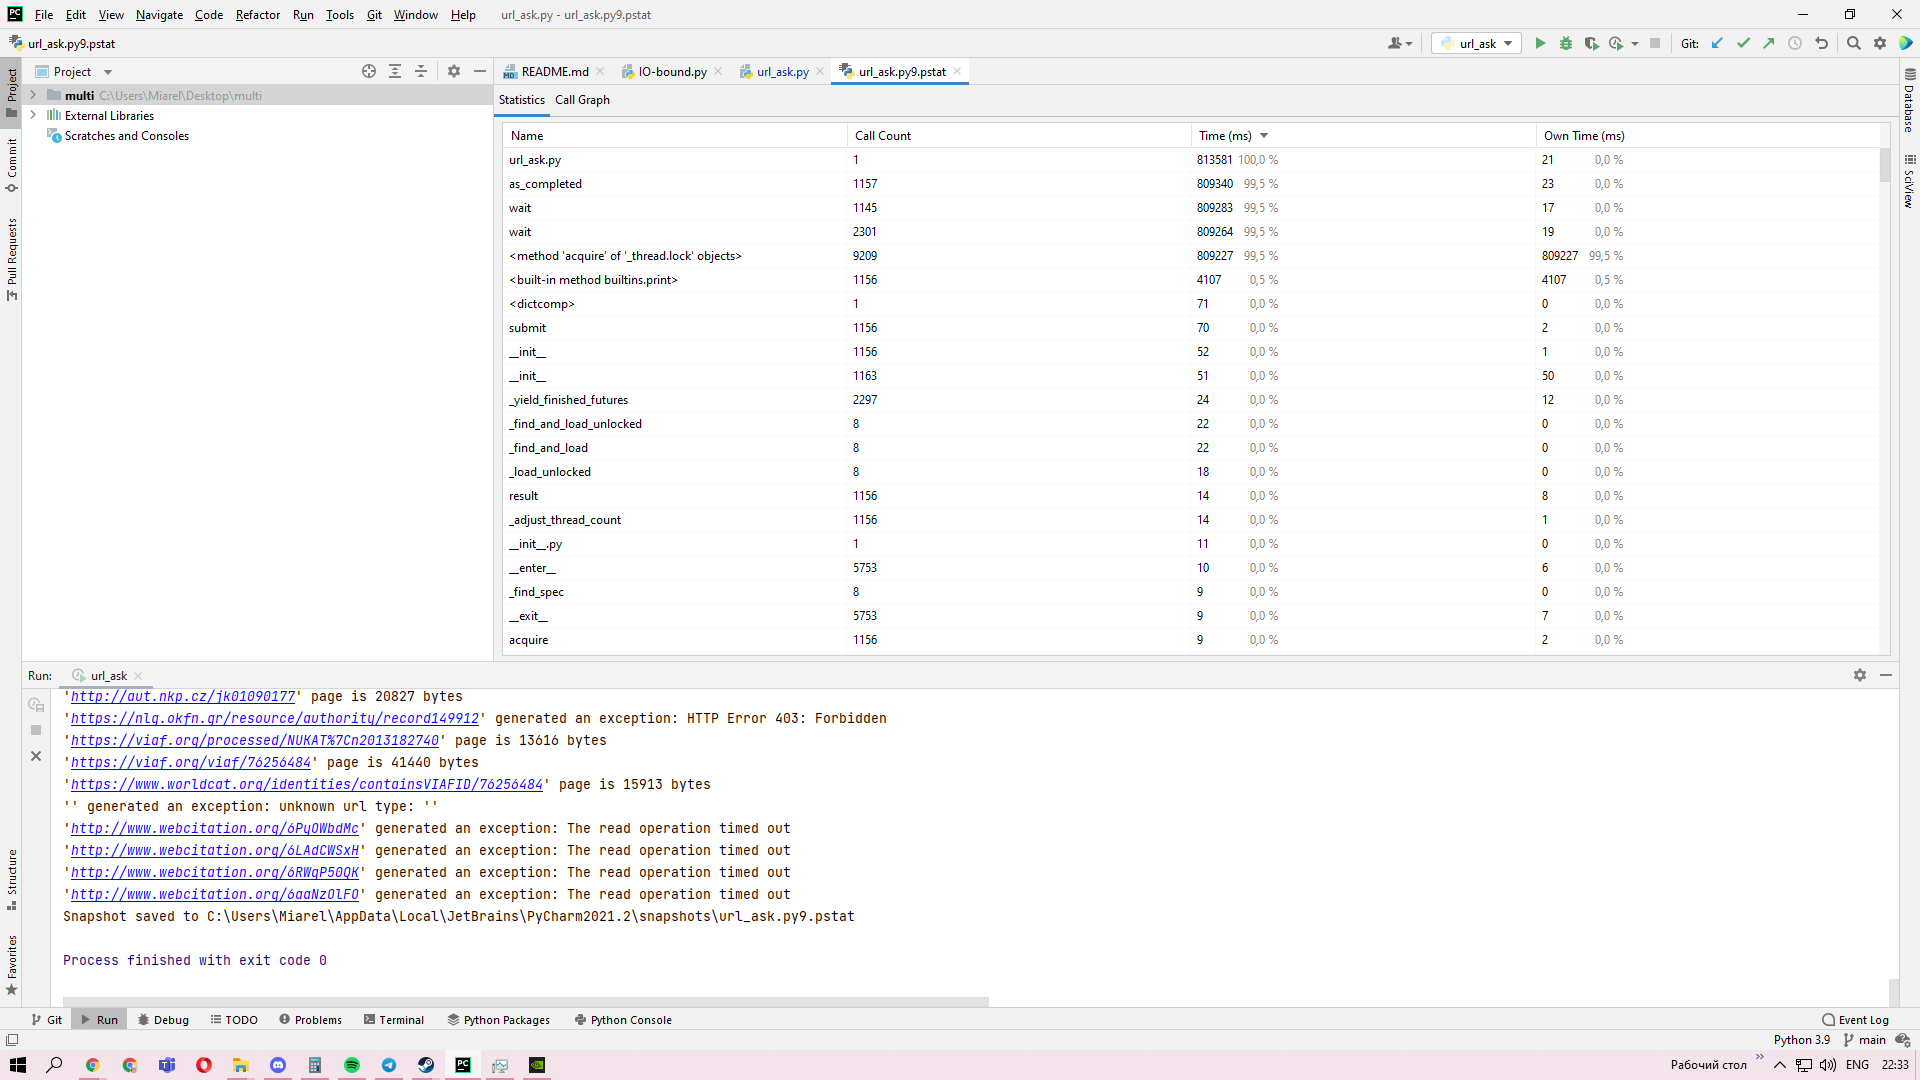 File Edit View Navigate Code Refactor Run Tools Git Window Help url_ask.py - url_ask.py9.pstat
url_ask.py9.pstat
url_ask
Git:
Project
README.md
IO-bound.py
url_ask.py
url_ask.py9.pstat
multi C:\Users\Miarel\Desktop\multi
External Libraries
Scratches and Consoles
Statistics Call Graph
Name Call Count Time (ms) Own Time (ms)
url_ask.py 1 813581 100,0 % 21 0,0 %
as_completed 1157 809340 99,5 % 23 0,0 %
wait 1145 809283 99,5 % 17 0,0 %
wait 2301 809264 99,5 % 19 0,0 %
<method 'acquire' of '_thread.lock' objects> 9209 809227 99,5 % 809227 99,5 %
<built-in method builtins.print> 1156 4107 0,5 % 4107 0,5 %
<dictcomp> 1 71 0,0 % 0 0,0 %
submit 1156 70 0,0 % 2 0,0 %
__init__ 1156 52 0,0 % 1 0,0 %
__init__ 1163 51 0,0 % 50 0,0 %
_yield_finished_futures 2297 24 0,0 % 12 0,0 %
_find_and_load_unlocked 8 22 0,0 % 0 0,0 %
_find_and_load 8 22 0,0 % 0 0,0 %
_load_unlocked 8 18 0,0 % 0 0,0 %
result 1156 14 0,0 % 8 0,0 %
_adjust_thread_count 1156 14 0,0 % 1 0,0 %
__init__.py 1 11 0,0 % 0 0,0 %
__enter__ 5753 10 0,0 % 6 0,0 %
_find_spec 8 9 0,0 % 0 0,0 %
__exit__ 5753 9 0,0 % 7 0,0 %
acquire 1156 9 0,0 % 2 0,0 %
Project
Commit
Pull Requests
Structure
Favorites
Database
SciView
Run: url_ask
'http://aut.nkp.cz/jk01090177' page is 20827 bytes
'https://nlg.okfn.gr/resource/authority/record149912' generated an exception: HTTP Error 403: Forbidden
'https://viaf.org/processed/NUKAT%7Cn2013182740' page is 13616 bytes
'https://viaf.org/viaf/76256484' page is 41440 bytes
'https://www.worldcat.org/identities/containsVIAFID/76256484' page is 15913 bytes
'' generated an exception: unknown url type: ''
'http://www.webcitation.org/6PyOWbdMc' generated an exception: The read operation timed out
'http://www.webcitation.org/6LAdCWSxH' generated an exception: The read operation timed out
'http://www.webcitation.org/6RWqP50QK' generated an exception: The read operation timed out
'http://www.webcitation.org/6aaNzOlFO' generated an exception: The read operation timed out
Snapshot saved to C:\Users\Miarel\AppData\Local\JetBrains\PyCharm2021.2\snapshots\url_ask.py9.pstat
Process finished with exit code 0
Git Run Debug TODO Problems Terminal Python Packages Python Console Event Log
Python 3.9 main
Рабочий стол ENG 22:33